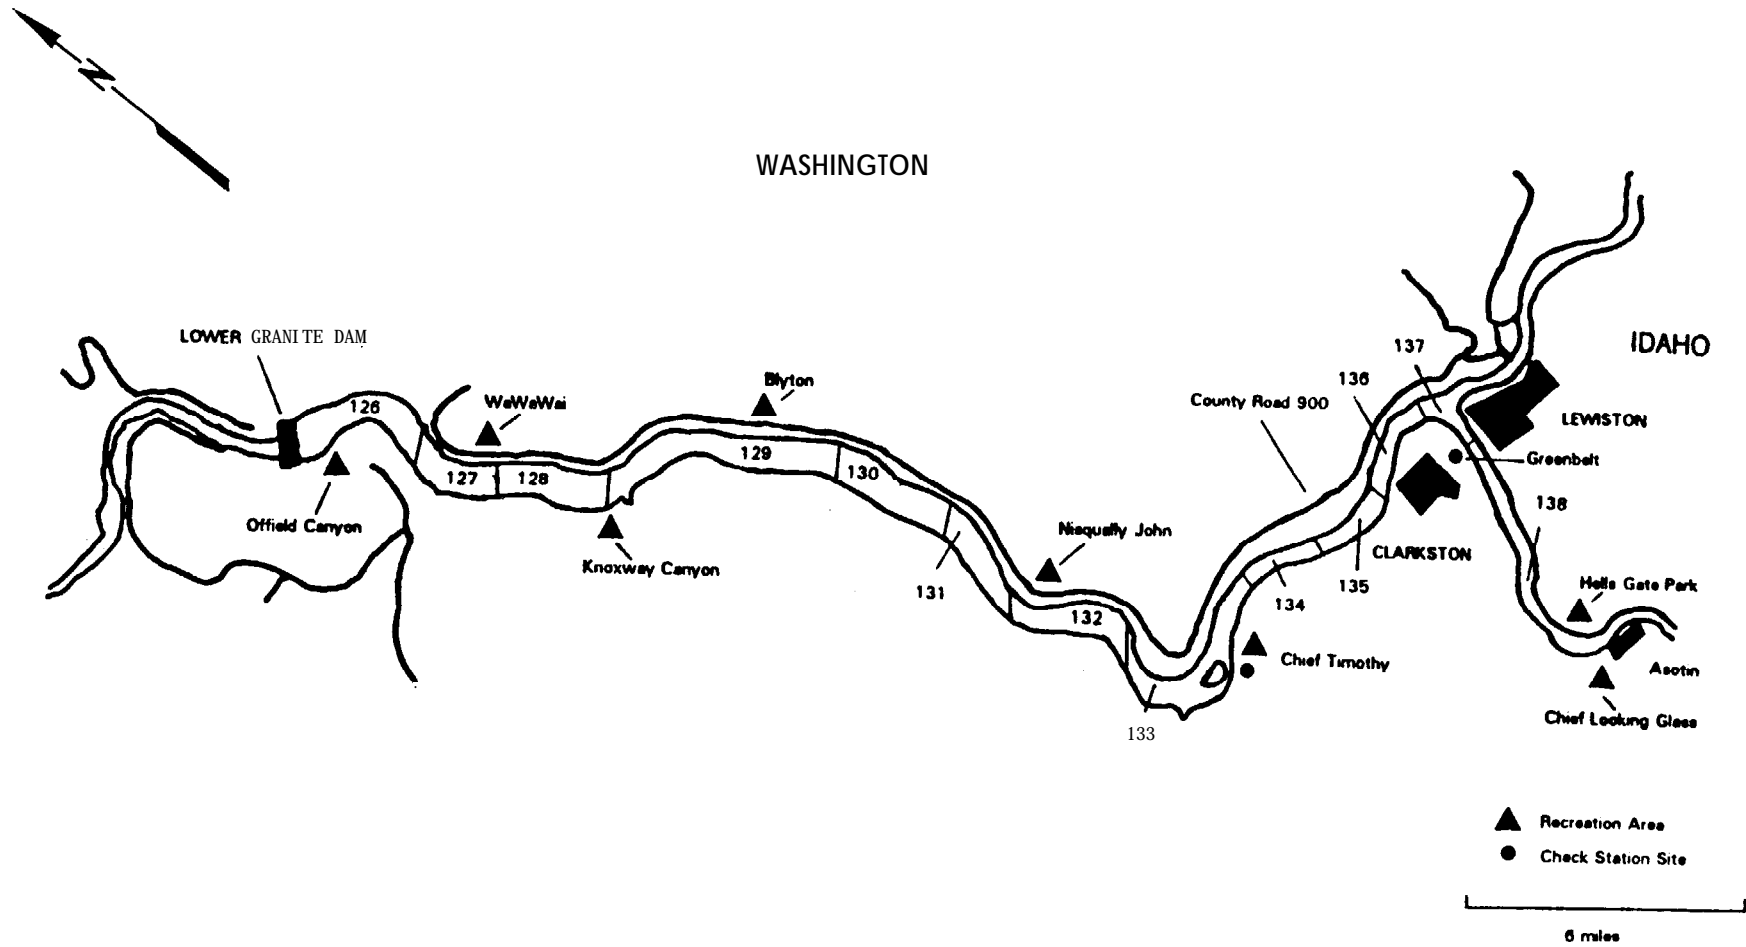 N
WASHINGTON
LOWER GRANITE DAM
IDAHO
137
136
126
WaWaWai
Blyton
County Road 900
LEWISTON
Greenbelt
127
128
129
130
138
Offield Canyon
Knoxway Canyon
Nisqually John
CLARKSTON
131
132
134
135
Hells Gate Park
Chief Timothy
Asotin
Chief Looking Glass
133
Recreation Area
Check Station Site
6 miles